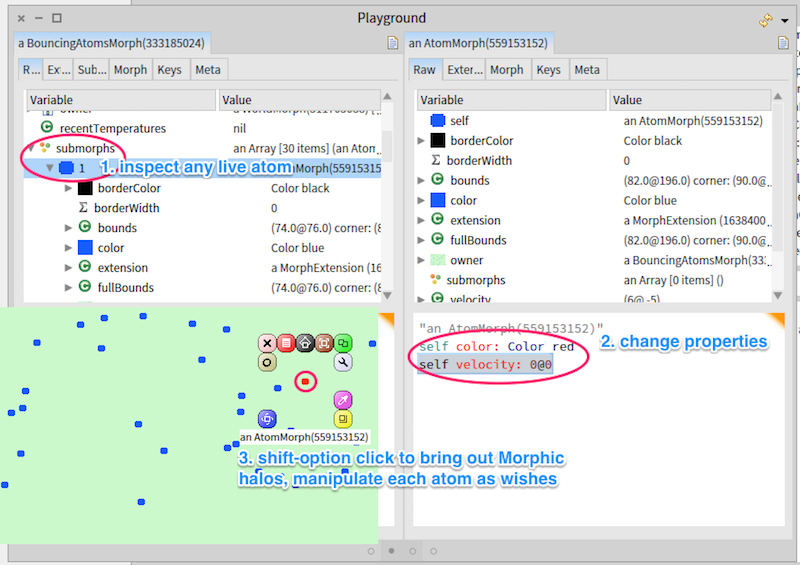 Playground
a BouncingAtomsMorph(333185024)
R... Ex... Sub... Morph Keys Meta
Variable Value
recentTemperatures nil
submorphs an Array [30 items] (an Aton
1 1. inspect any live atom Morph(5591531
borderColor Color black
borderWidth 0
bounds (74.0@76.0) corner: (8
color Color blue
extension a MorphExtension (16
fullBounds (74.0@76.0) corner: (8
an AtomMorph(559153152)
Raw Exter... Morph Keys Meta
Variable Value
self an AtomMorph(559153152)
borderColor Color black
borderWidth 0
bounds (82.0@196.0) corner: (90.0@
color Color blue
extension a MorphExtension (1638400
fullBounds (82.0@196.0) corner: (90.0@
owner a BouncingAtomsMorph(33
submorphs an Array [0 items] ()
velocity (6@ -5)
"an AtomMorph(559153152)"
self color: Color red
self velocity: 0@0
2. change properties
an AtomMorph(559153152)
3. shift-option click to bring out Morphic
halos, manipulate each atom as wishes